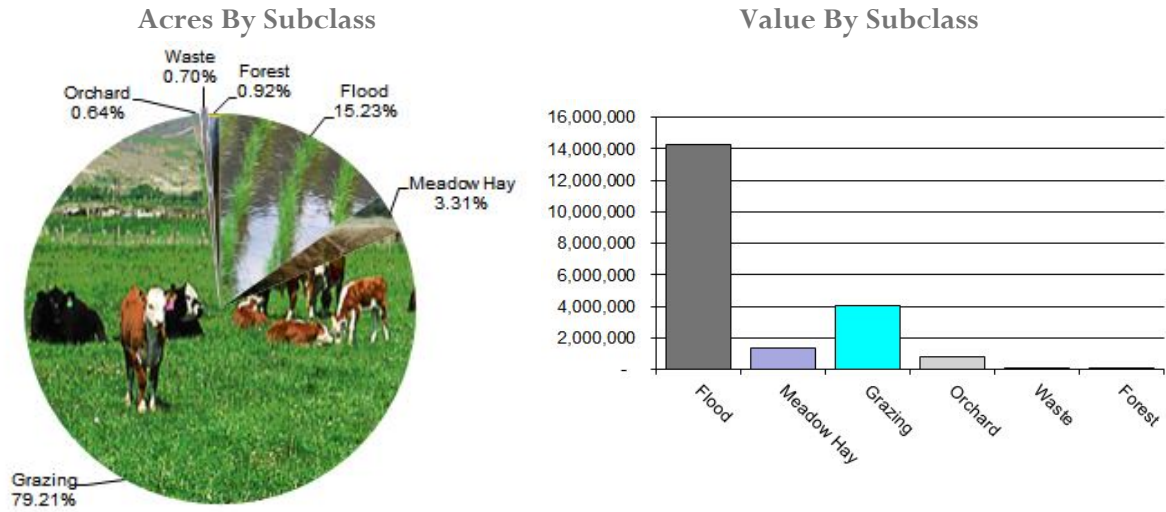 Acres By Subclass
Waste
0.70%
Forest
0.92%
Orchard
0.64%
Flood
15.23%
Meadow Hay
3.31%
Grazing
79.21%
Value By Subclass
16,000,000
14,000,000
12,000,000
10,000,000
8,000,000
6,000,000
4,000,000
2,000,000
-
Flood
Meadow Hay
Grazing
Orchard
Waste
Forest